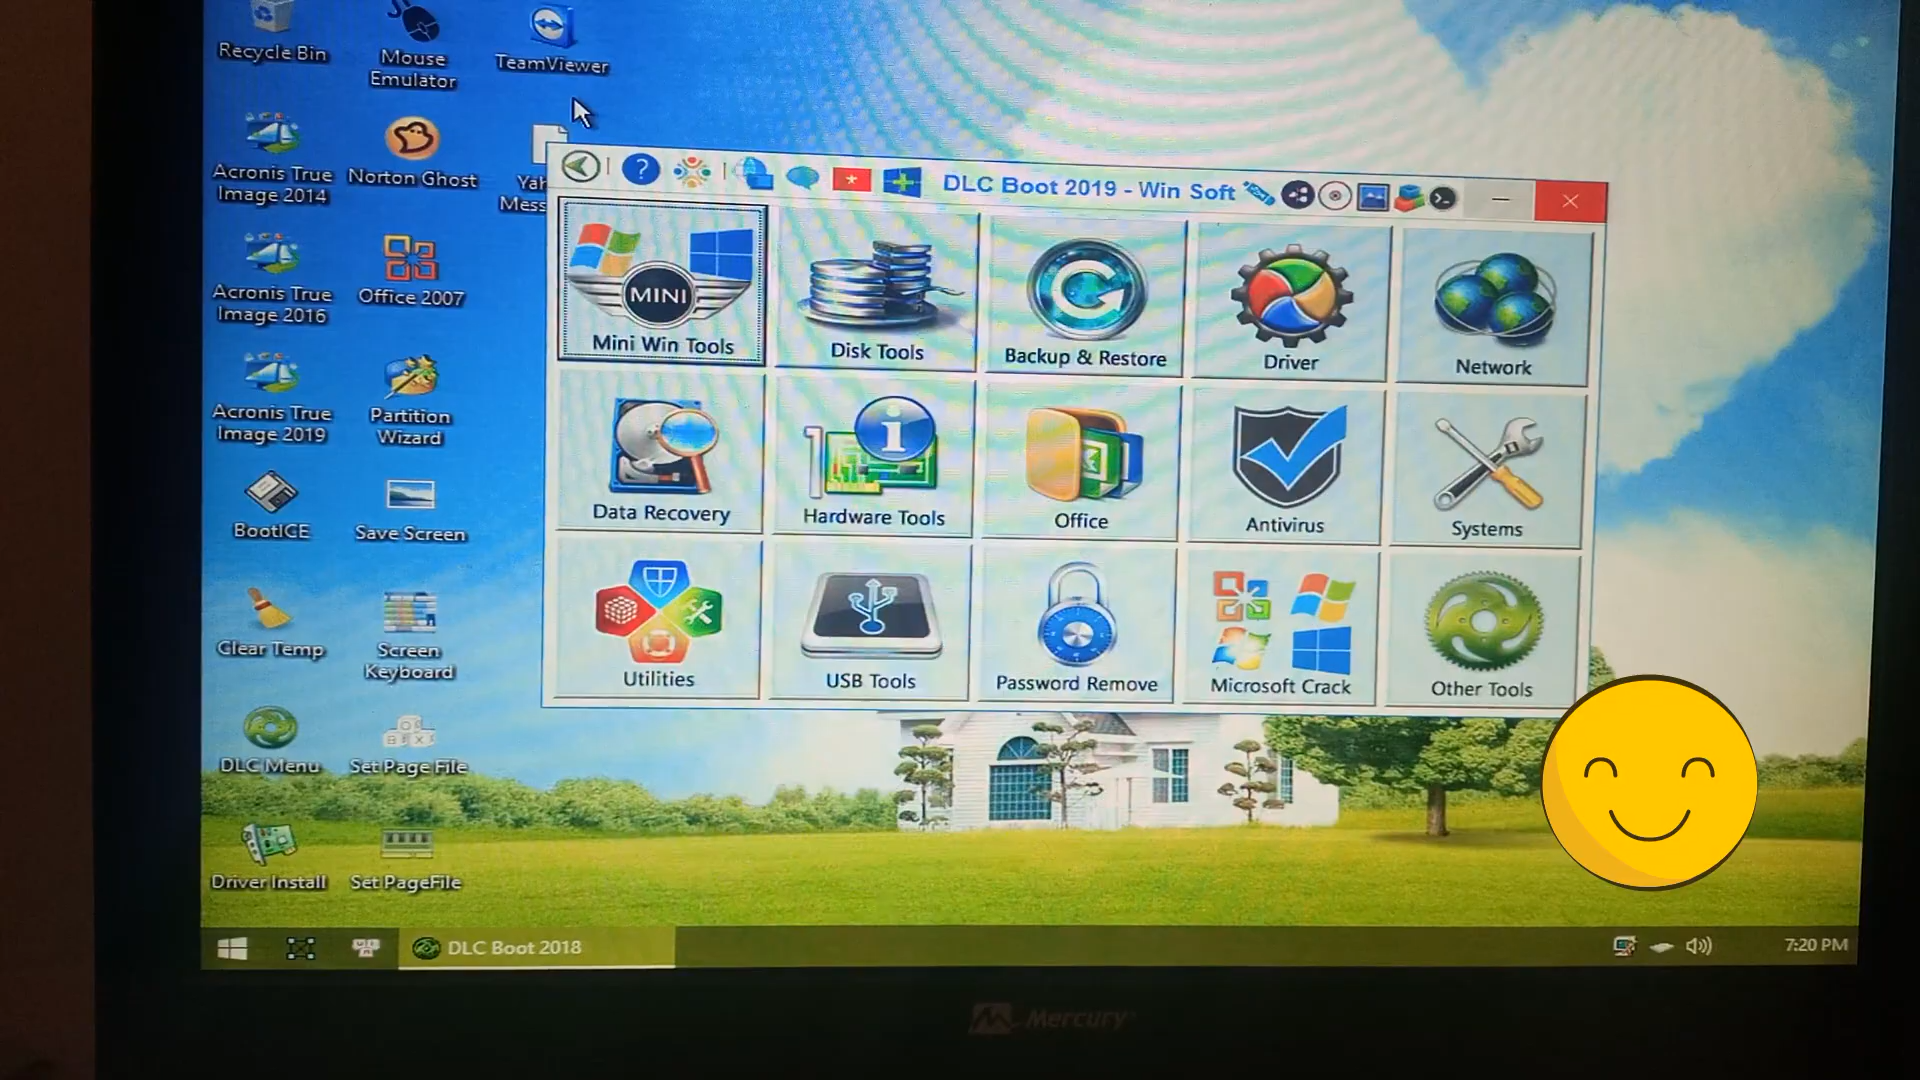 Recycle Bin
Mouse
Emulator
TeamViewer
Acronis True
Image 2014
Norton Ghost
Yah
Mess
Acronis True
Image 2016
Office 2007
Acronis True
Image 2019
Partition
Wizard
BootICE
Save Screen
Clear Temp
Screen
Keyboard
DLC Menu
Set Page File
Driver Install
Set PageFile
DLC Boot 2019 - Win Soft
MINI
Mini Win Tools
Disk Tools
Backup & Restore
Driver
Network
Data Recovery
Hardware Tools
Office
Antivirus
Systems
Utilities
USB Tools
Password Remove
Microsoft Crack
Other Tools
DLC Boot 2018
7:20 PM
Mercury